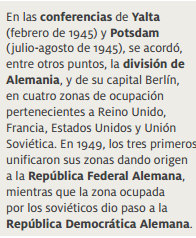 En las conferencias de Yalta
(febrero de 1945) y Potsdam
(julio-agosto de 1945), se acordó,
entre otros puntos, la división de
Alemania, y de su capital Berlín,
en cuatro zonas de ocupación
pertenecientes a Reino Unido,
Francia, Estados Unidos y Unión
Soviética. En 1949, los tres primeros
unificaron sus zonas dando origen
a la República Federal Alemana,
mientras que la zona ocupada
por los soviéticos dio paso a la
República Democrática Alemana.